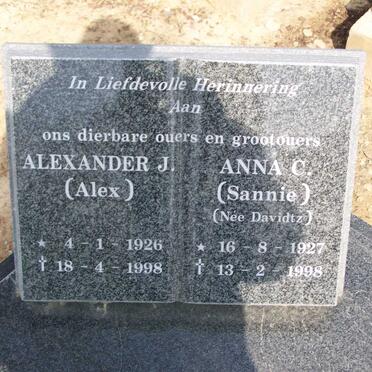 In Liefdevolle Herinnering
Aan
ons dierbare ouers en grootouers
ALEXANDER J.
(Alex)
★ 4-1-1926
† 18-4-1998
ANNA C.
(Sannie)
(Née Davidtz)
★ 16-8-1927
† 13-2-1998